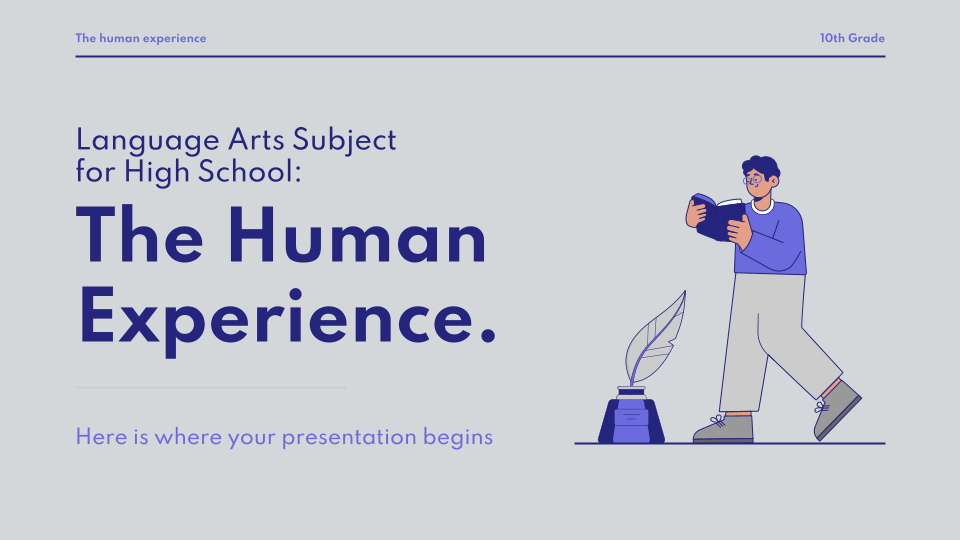 The human experience
10th Grade
Language Arts Subject
for High School:
The Human
Experience.
Here is where your presentation begins